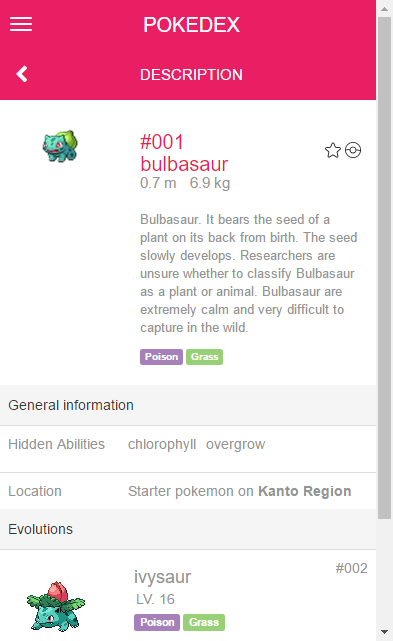 POKEDEX
DESCRIPTION
#001
bulbasaur
0.7 m 6.9 kg
Bulbasaur. It bears the seed of a
plant on its back from birth. The seed
slowly develops. Researchers are
unsure whether to classify Bulbasaur
as a plant or animal. Bulbasaur are
extremely calm and very difficult to
capture in the wild.
Poison Grass
General information
Hidden Abilities chlorophyll overgrow
Location Starter pokemon on Kanto Region
Evolutions
ivysaur #002
LV. 16
Poison Grass